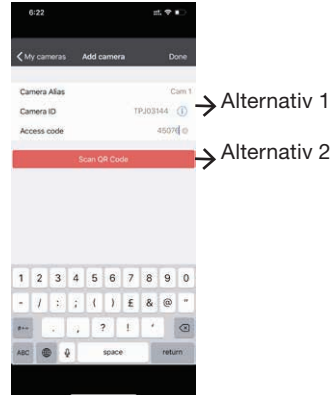 6:22
My cameras Add camera Done
Camera Alias Cam 1
Camera ID TPJ03144
Access code 45076
Scan QR Code
Alternativ 1
Alternativ 2
1 2 3 4 5 6 7 8 9 0
- / : ; ( ) £ & @ "
#+= . , ? ! '
ABC space return